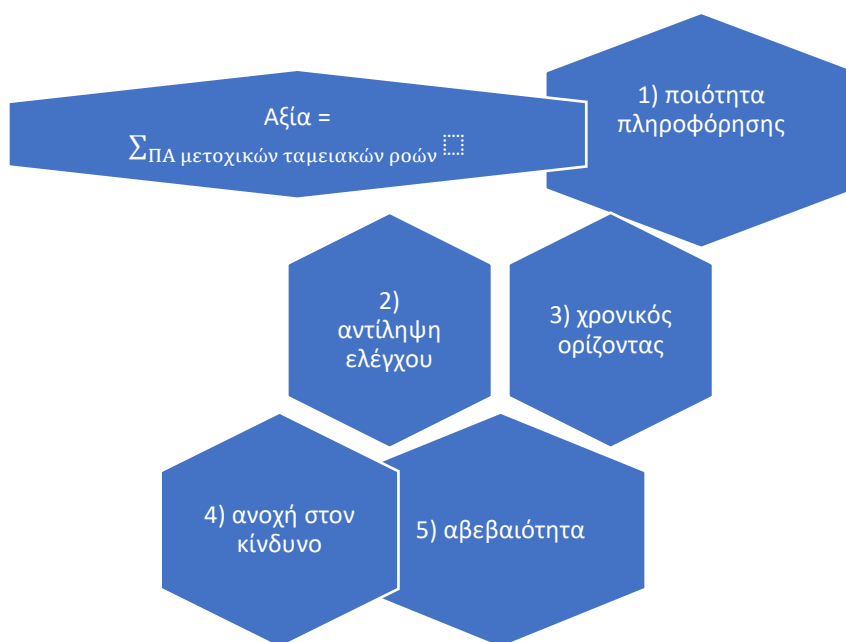 Αξία =
∑ΠΑ μετοχικών ταμειακών ροών
1) ποιότητα
πληροφόρησης
2)
αντίληψη
ελέγχου
3) χρονικός
ορίζοντας
4) ανοχή στον
κίνδυνο
5) αβεβαιότητα